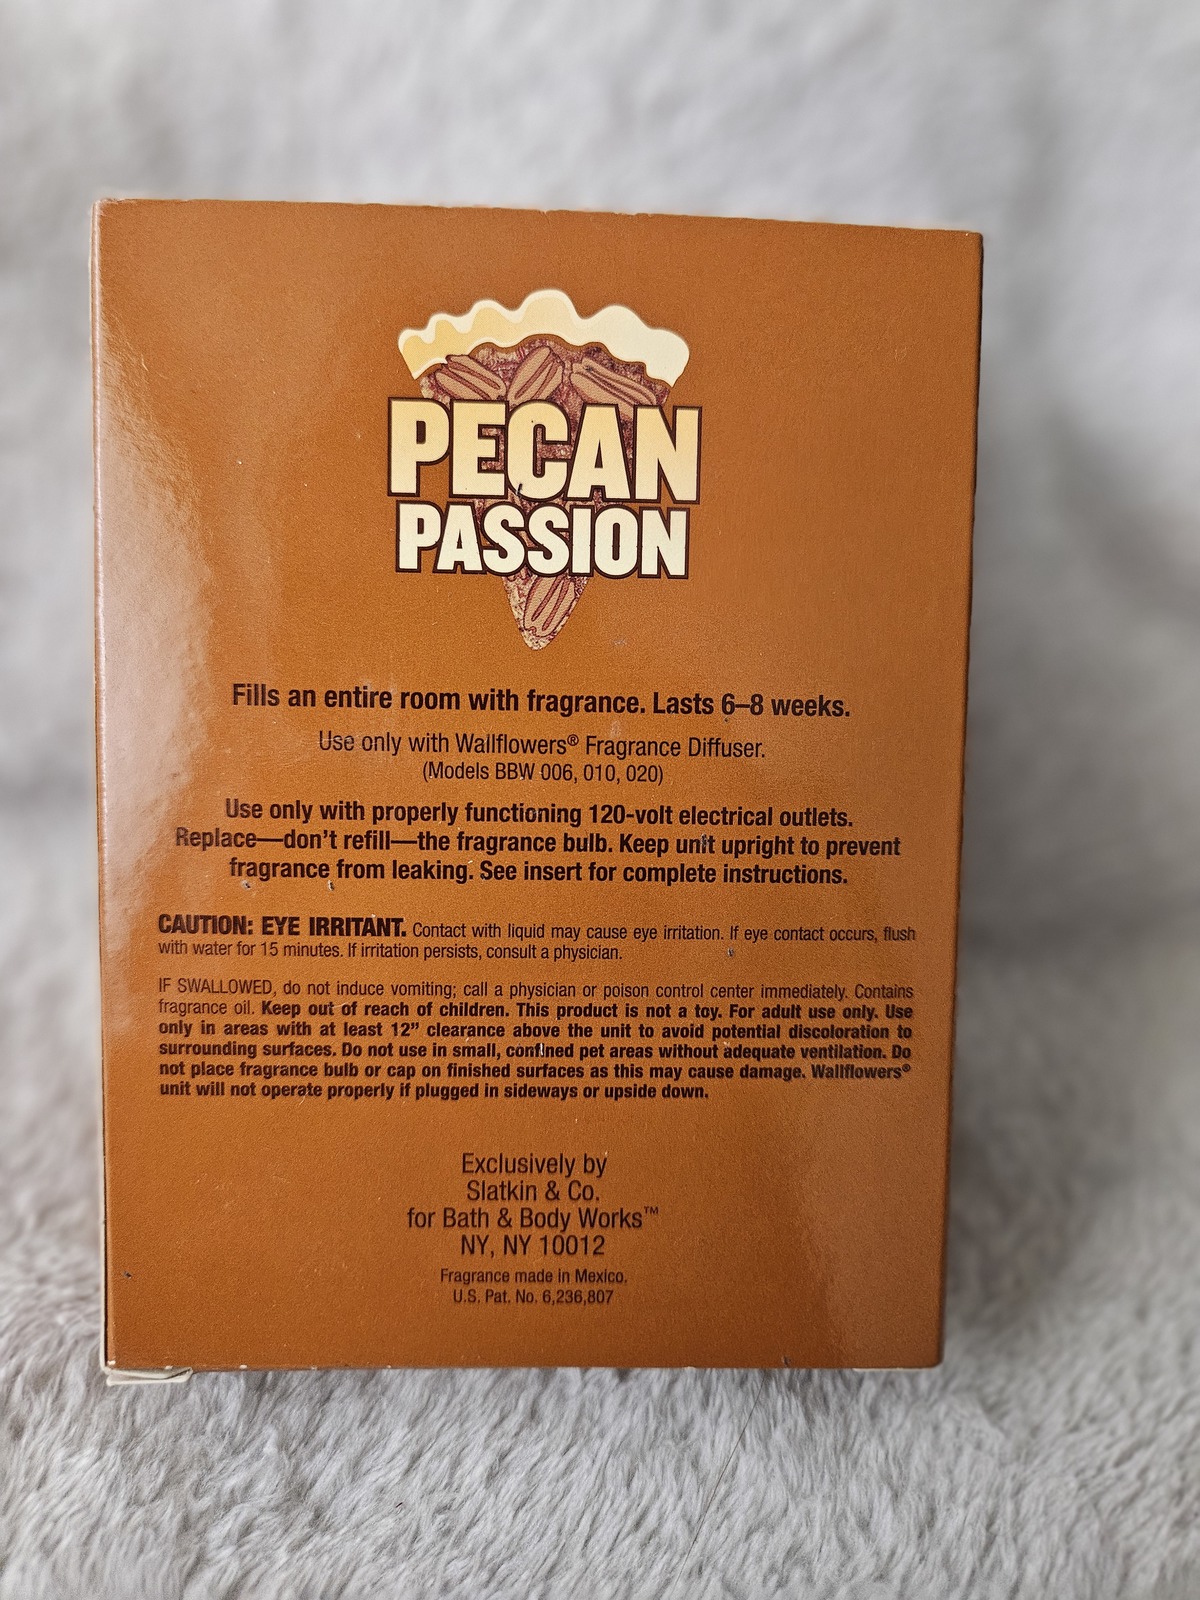 PECAN
PASSION
Fills an entire room with fragrance. Lasts 6–8 weeks.
Use only with Wallflowers® Fragrance Diffuser.
(Models BBW 006, 010, 020)
Use only with properly functioning 120-volt electrical outlets.
Replace—don't refill—the fragrance bulb. Keep unit upright to prevent
fragrance from leaking. See insert for complete instructions.
CAUTION: EYE IRRITANT. Contact with liquid may cause eye irritation. If eye contact occurs, flush
with water for 15 minutes. If irritation persists, consult a physician.
IF SWALLOWED, do not induce vomiting; call a physician or poison control center immediately. Contains
fragrance oil. Keep out of reach of children. This product is not a toy. For adult use only. Use
only in areas with at least 12” clearance above the unit to avoid potential discoloration to
surrounding surfaces. Do not use in small, confined pet areas without adequate ventilation. Do
not place fragrance bulb or cap on finished surfaces as this may cause damage. Wallflowers®
unit will not operate properly if plugged in sideways or upside down.
Exclusively by
Slatkin & Co.
for Bath & Body Works™
NY, NY 10012
Fragrance made in Mexico.
U.S. Pat. No. 6,236,807